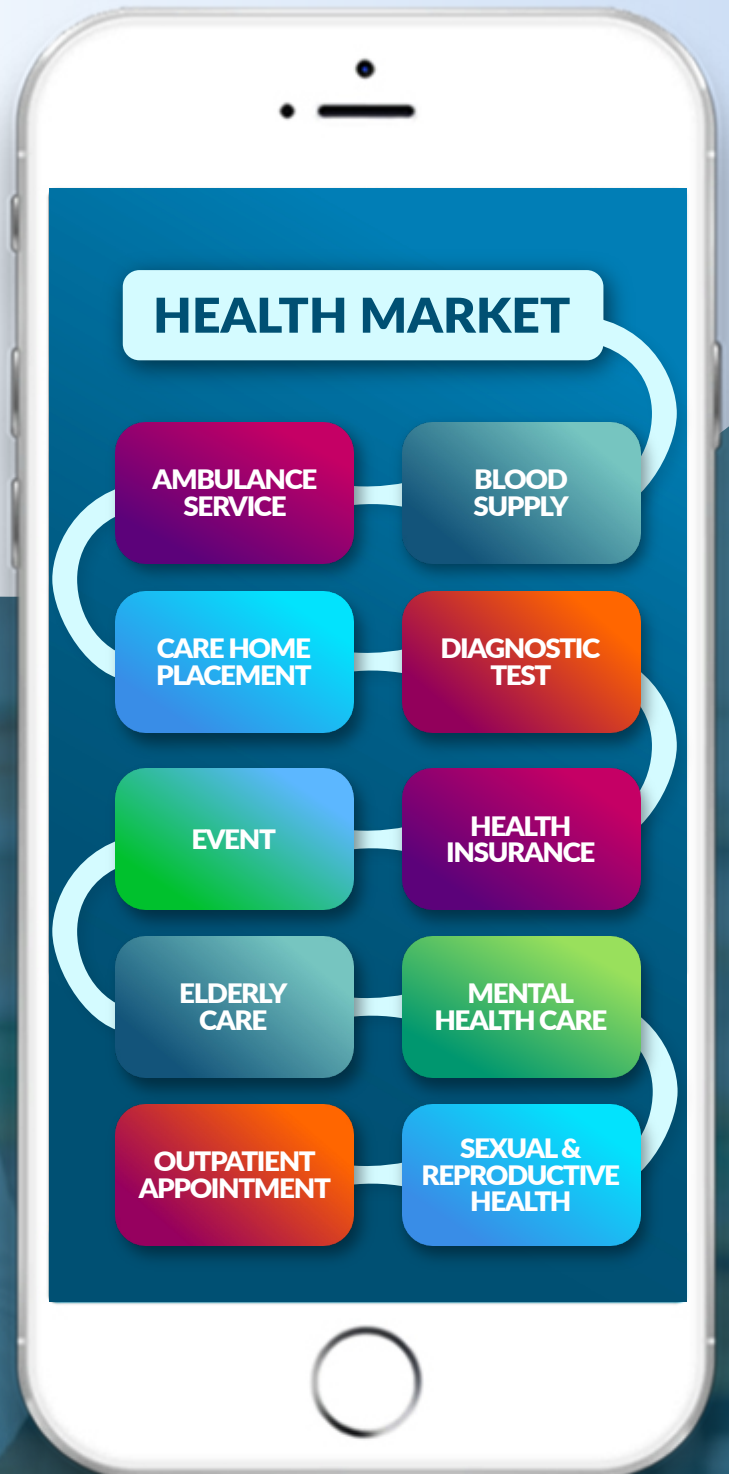 HEALTH MARKET
AMBULANCE
SERVICE
BLOOD
SUPPLY
CARE HOME
PLACEMENT
DIAGNOSTIC
TEST
EVENT
HEALTH
INSURANCE
ELDERLY
CARE
MENTAL
HEALTH CARE
OUTPATIENT
APPOINTMENT
SEXUAL &
REPRODUCTIVE
HEALTH